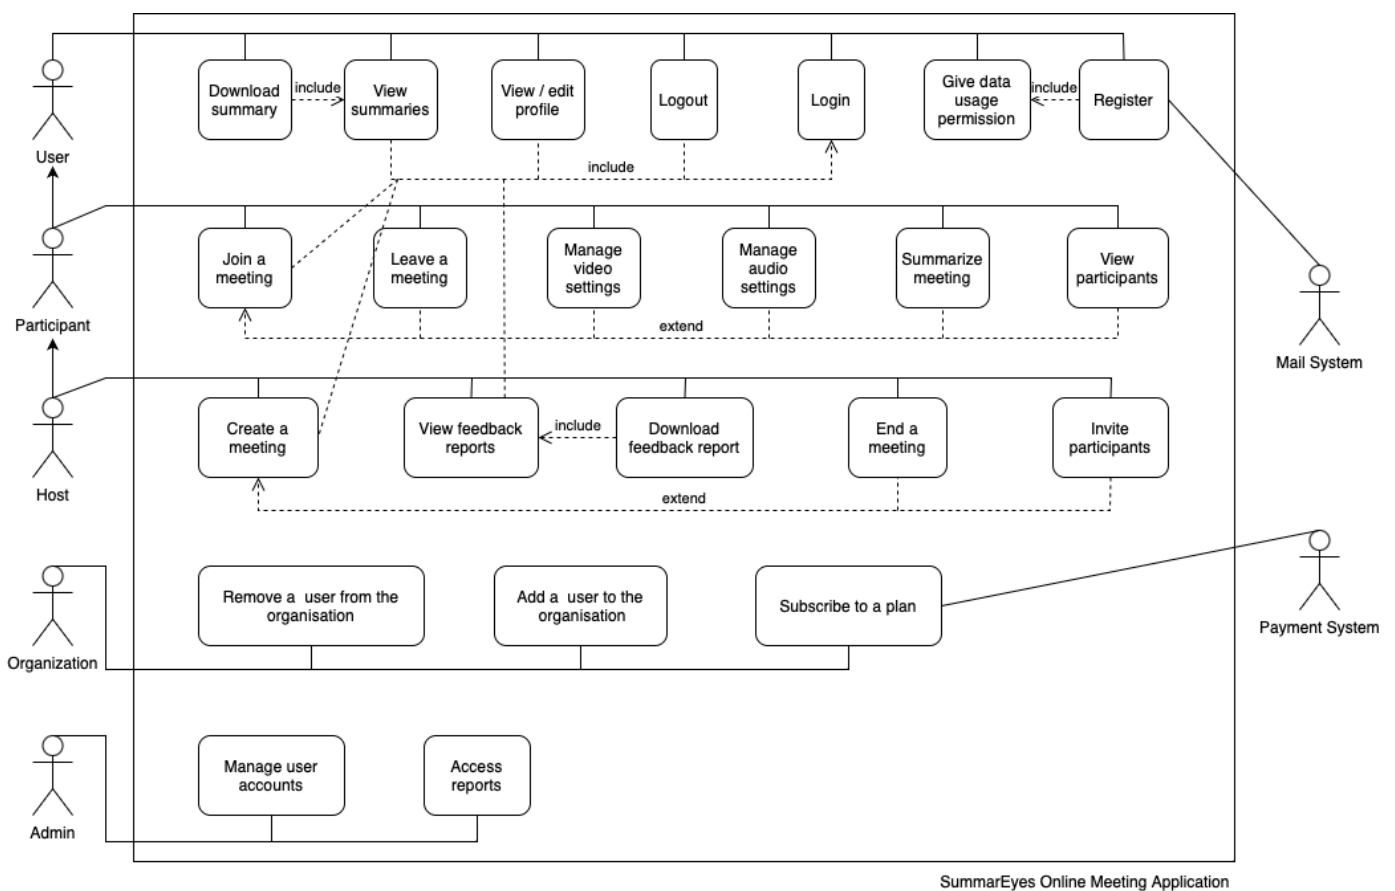 Download
summary
include
View
summaries
View / edit
profile
Logout
Login
Give data
usage
permission
include
Register
User
include
Join a
meeting
Leave a
meeting
Manage
video
settings
Manage
audio
settings
Summarize
meeting
View
participants
Participant
extend
Mail System
Create a
meeting
View feedback
reports
include
Download
feedback report
End a
meeting
Invite
participants
Host
extend
Remove a  user from the
organisation
Add a  user to the
organisation
Subscribe to a plan
Payment System
Organization
Manage user
accounts
Access
reports
Admin
SummarEyes Online Meeting Application